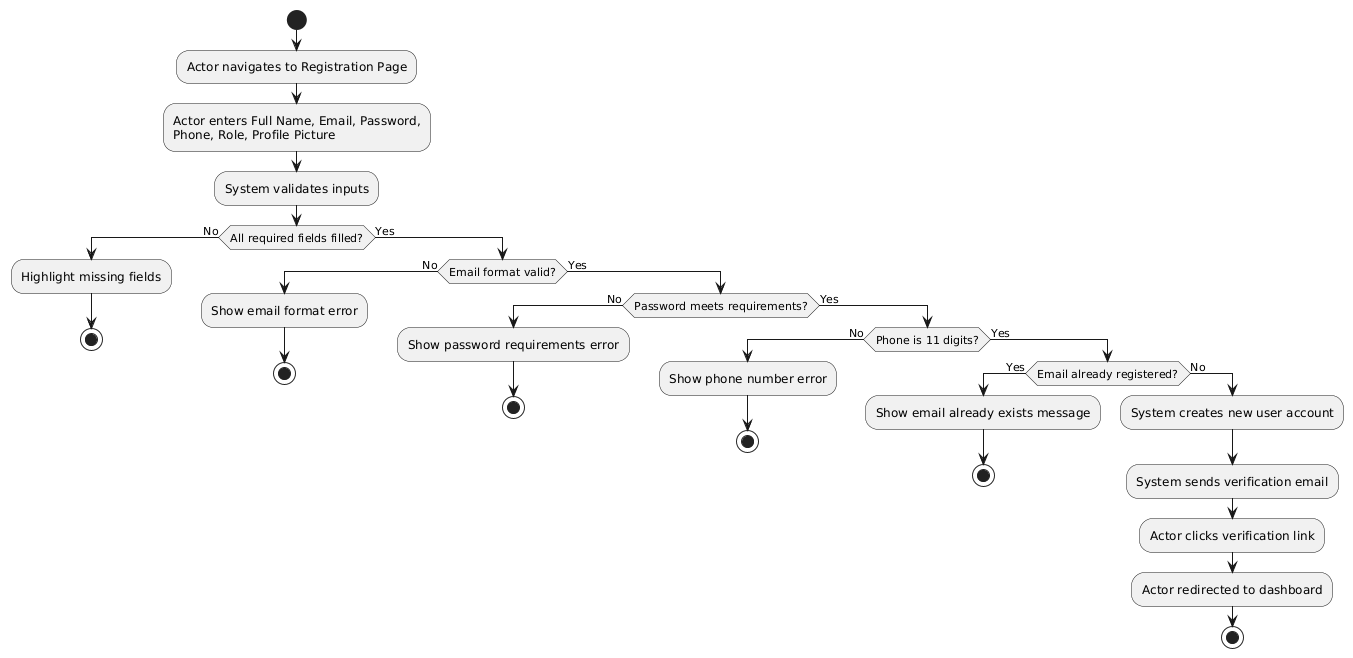 Actor navigates to Registration Page
Actor enters Full Name, Email, Password,
Phone, Role, Profile Picture
System validates inputs
No
All required fields filled?
Yes
Highlight missing fields
No
Email format valid?
Yes
Show email format error
No
Password meets requirements?
Yes
Show password requirements error
No
Phone is 11 digits?
Yes
Show phone number error
Yes
Email already registered?
No
Show email already exists message
System creates new user account
System sends verification email
Actor clicks verification link
Actor redirected to dashboard